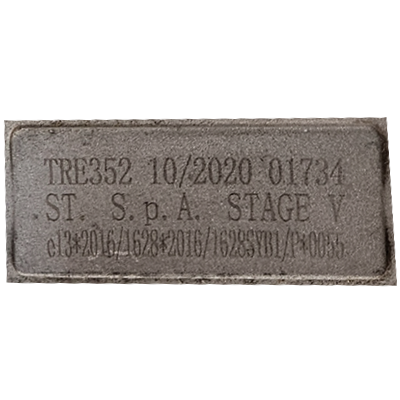 TRE352 10/2020 01734
ST. S.p.A. STAGE V
e13*2016/1628*2016/1628SYB1/P*0055